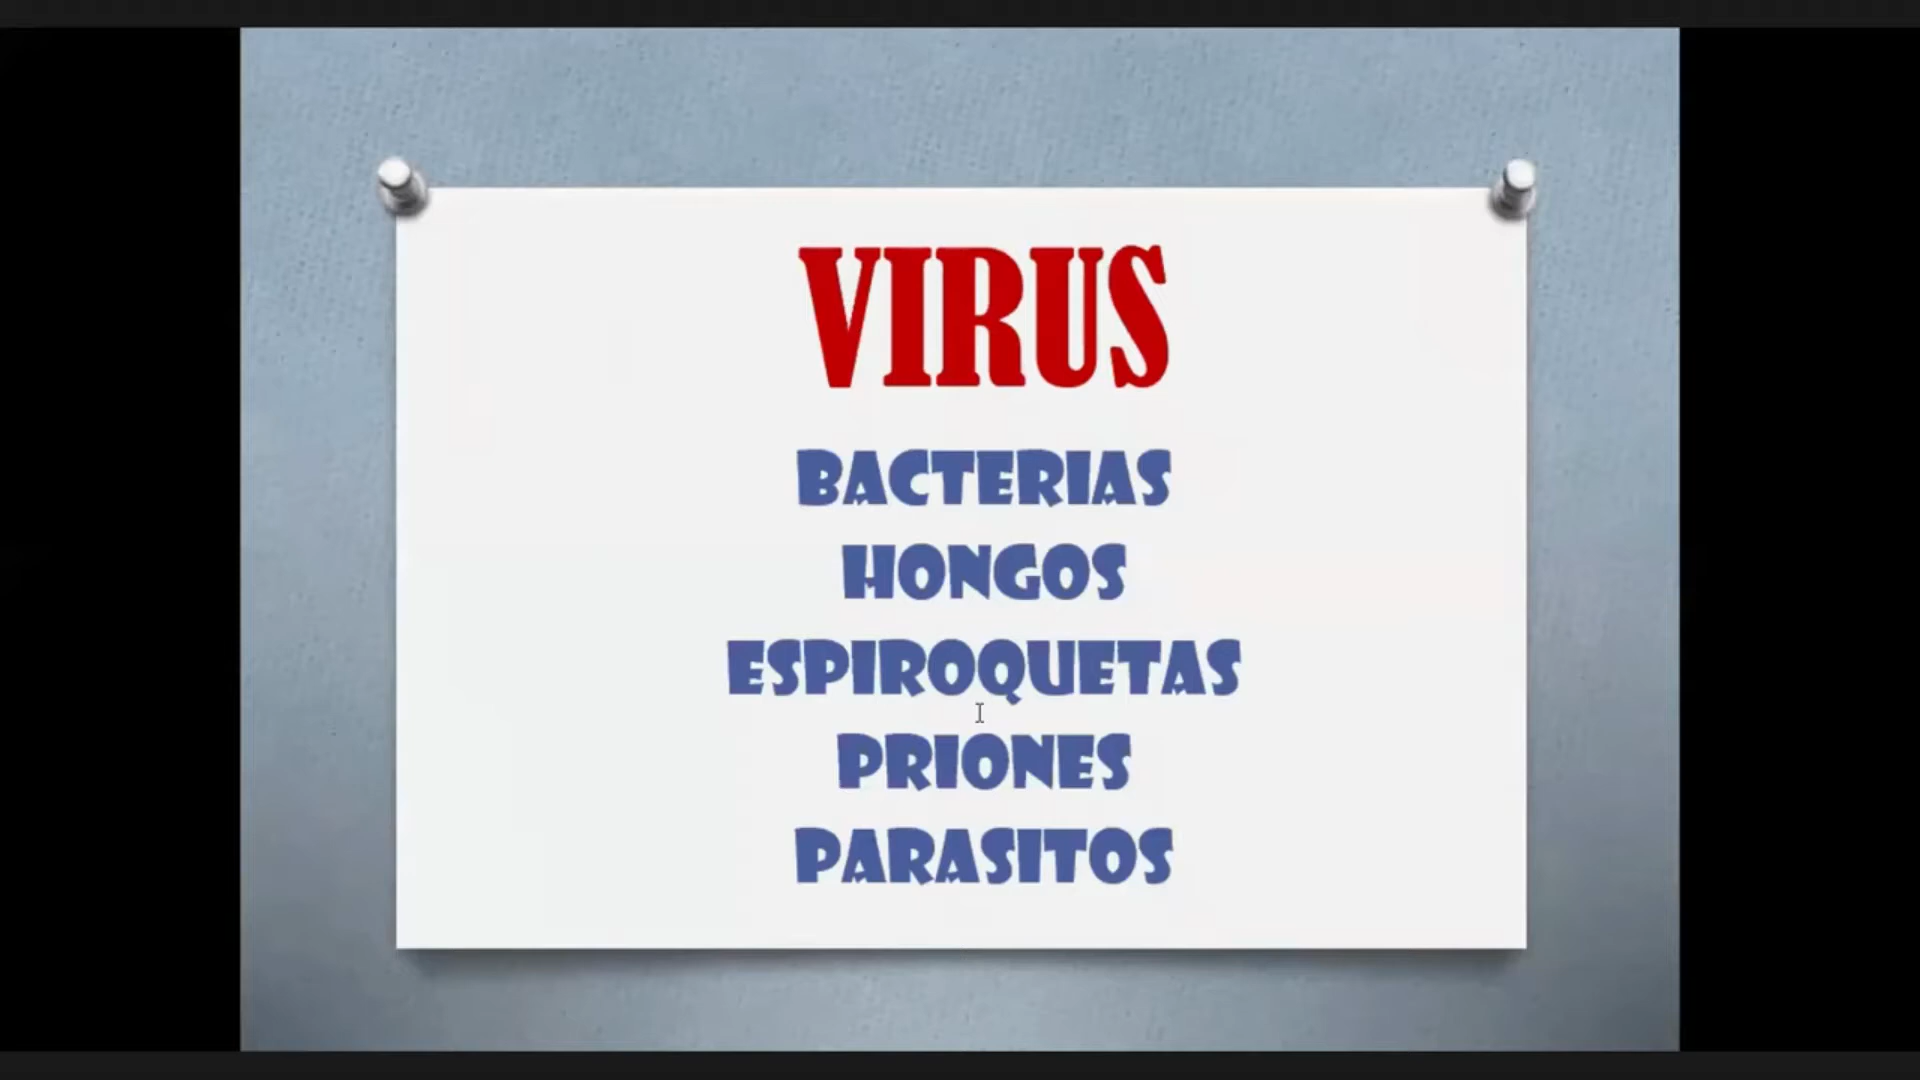 VIRUS
BACTERIAS
HONGOS
ESPIROQUETAS
PRIONES
PARASITOS